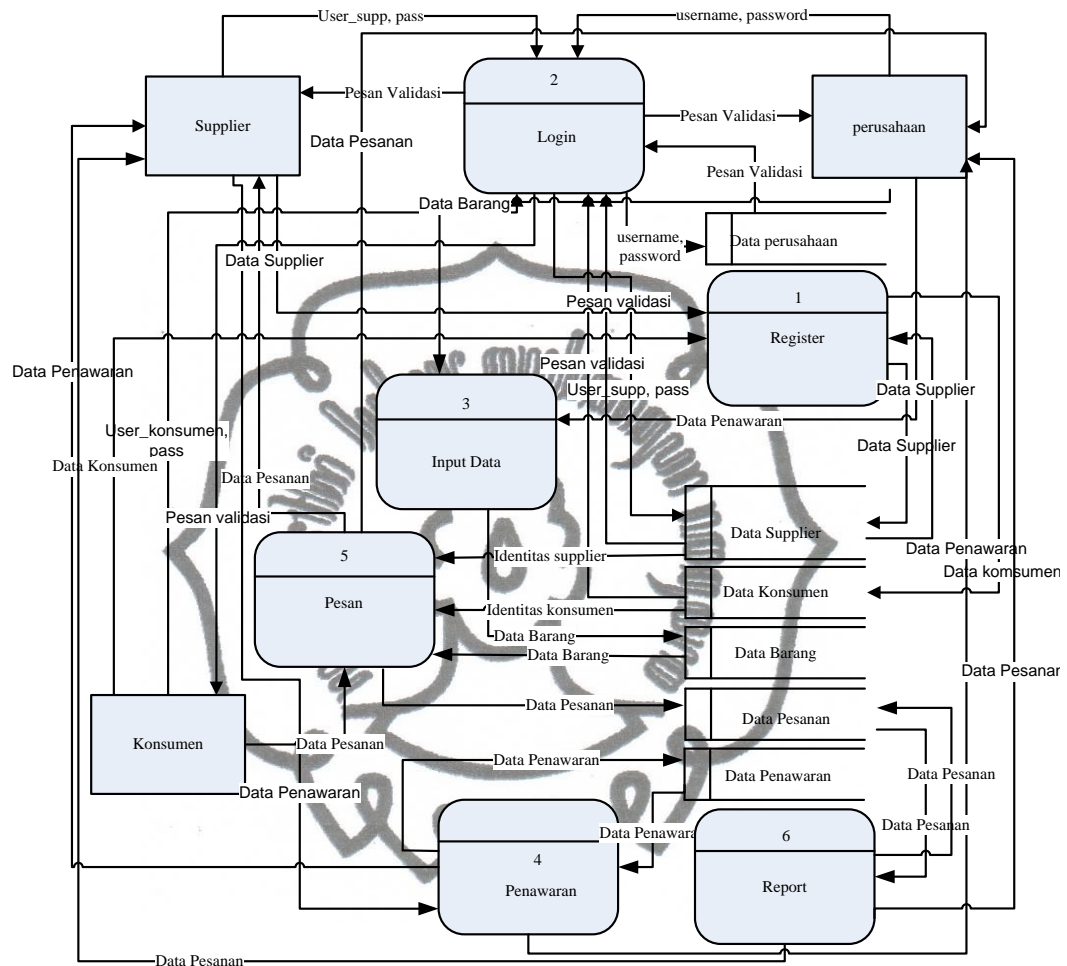 User_supp, pass
username, password
2
Supplier
Pesan Validasi
Login
Pesan Validasi
perusahaan
Data Pesanan
Pesan Validasi
Data Barang
username,
password
Data perusahaan
Data Supplier
Pesan validasi
1
Register
Data Penawaran
Pesan validasi
User_supp, pass
Data Supplier
3
Data Penawaran
User_konsumen,
pass
Data Supplier
Data Konsumen
Input Data
Data Pesanan
Pesan validasi
Data Supplier
5
Identitas supplier
Data Penawaran
Data komsumen
Pesan
Data Konsumen
Identitas konsumen
Data Barang
Data Barang
Data Barang
Data Pesanan
Data Pesanan
Data Pesanan
Konsumen
Data Pesanan
Data Penawaran
Data Penawaran
Data Pesanan
Data Penawaran
Data Penawara
6
Data Pesanan
4
Penawaran
Report
Data Pesanan